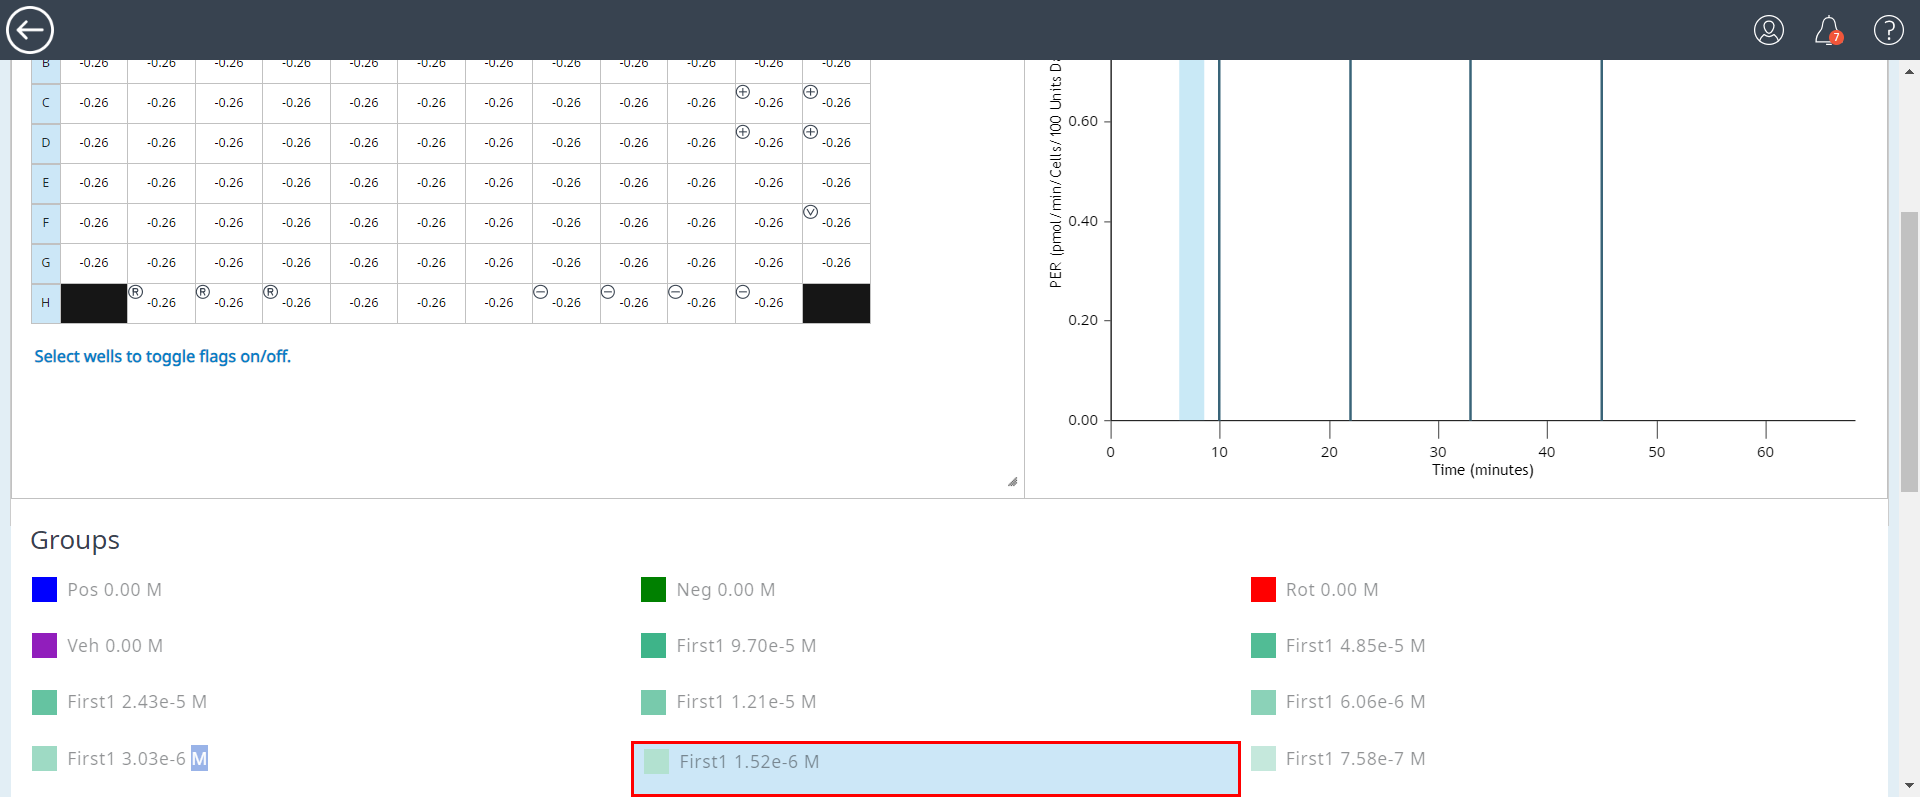 7
B -0.26 -0.26 -0.26 -0.26 -0.26 -0.26 -0.26 -0.26 -0.26 -0.26 -0.26 -0.26
C -0.26 -0.26 -0.26 -0.26 -0.26 -0.26 -0.26 -0.26 -0.26 -0.26 -0.26 -0.26
D -0.26 -0.26 -0.26 -0.26 -0.26 -0.26 -0.26 -0.26 -0.26 -0.26 -0.26 -0.26
E -0.26 -0.26 -0.26 -0.26 -0.26 -0.26 -0.26 -0.26 -0.26 -0.26 -0.26 -0.26
F -0.26 -0.26 -0.26 -0.26 -0.26 -0.26 -0.26 -0.26 -0.26 -0.26 -0.26 V -0.26
G -0.26 -0.26 -0.26 -0.26 -0.26 -0.26 -0.26 -0.26 -0.26 -0.26 -0.26 -0.26
H R -0.26 R -0.26 R -0.26 -0.26 -0.26 -0.26 -0.26 -0.26 -0.26 -0.26
Select wells to toggle flags on/off.
PER (pmol/min/Cells/100 Units
0.60
0.40
0.20
0.00
0 10 20 30 40 50 60
Time (minutes)
Groups
Pos 0.00 M
Neg 0.00 M
Rot 0.00 M
Veh 0.00 M
First1 9.70e-5 M
First1 4.85e-5 M
First1 2.43e-5 M
First1 1.21e-5 M
First1 6.06e-6 M
First1 3.03e-6 M
First1 1.52e-6 M
First1 7.58e-7 M